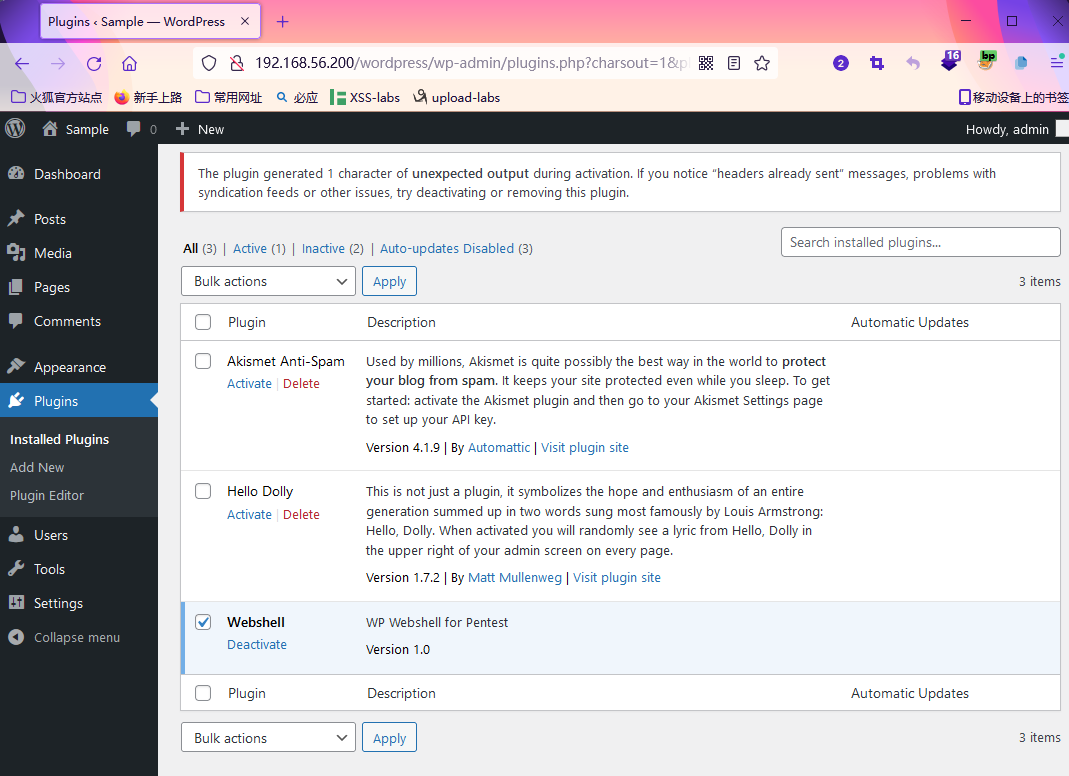 Plugins ‹ Sample — WordPress
192.168.56.200/wordpress/wp-admin/plugins.php?charsout=1&pl
2
16
bp
火狐官方站点
新手上路
常用网址
必应
XSS-labs
upload-labs
移动设备上的书签
Sample
0
New
Howdy, admin
Dashboard
Posts
Media
Pages
Comments
Appearance
Plugins
Installed Plugins
Add New
Plugin Editor
Users
Tools
Settings
Collapse menu
The plugin generated 1 character of unexpected output during activation. If you notice “headers already sent” messages, problems with
syndication feeds or other issues, try deactivating or removing this plugin.
All (3) | Active (1) | Inactive (2) | Auto-updates Disabled (3)
Search installed plugins...
Bulk actions
Apply
3 items
Plugin
Description
Automatic Updates
Akismet Anti-Spam
Activate | Delete
Used by millions, Akismet is quite possibly the best way in the world to protect
your blog from spam. It keeps your site protected even while you sleep. To get
started: activate the Akismet plugin and then go to your Akismet Settings page
to set up your API key.
Version 4.1.9 | By Automattic | Visit plugin site
Hello Dolly
Activate | Delete
This is not just a plugin, it symbolizes the hope and enthusiasm of an entire
generation summed up in two words sung most famously by Louis Armstrong:
Hello, Dolly. When activated you will randomly see a lyric from Hello, Dolly in
the upper right of your admin screen on every page.
Version 1.7.2 | By Matt Mullenweg | Visit plugin site
Webshell
Deactivate
WP Webshell for Pentest
Version 1.0
Plugin
Description
Automatic Updates
Bulk actions
Apply
3 items